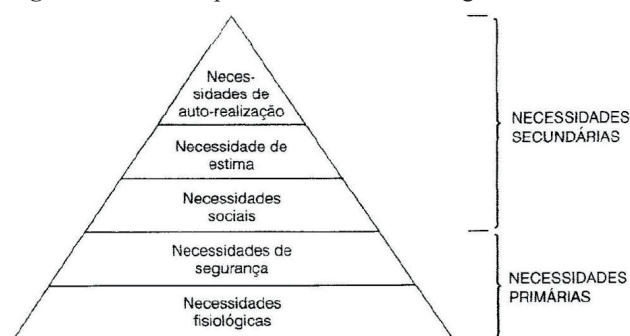 Neces-
sidades de
auto-realização
Necessidade de
estima
Necessidades
sociais
NECESSIDADES
SECUNDÁRIAS
Necessidades de
segurança
Necessidades
fisiológicas
NECESSIDADES
PRIMÁRIAS